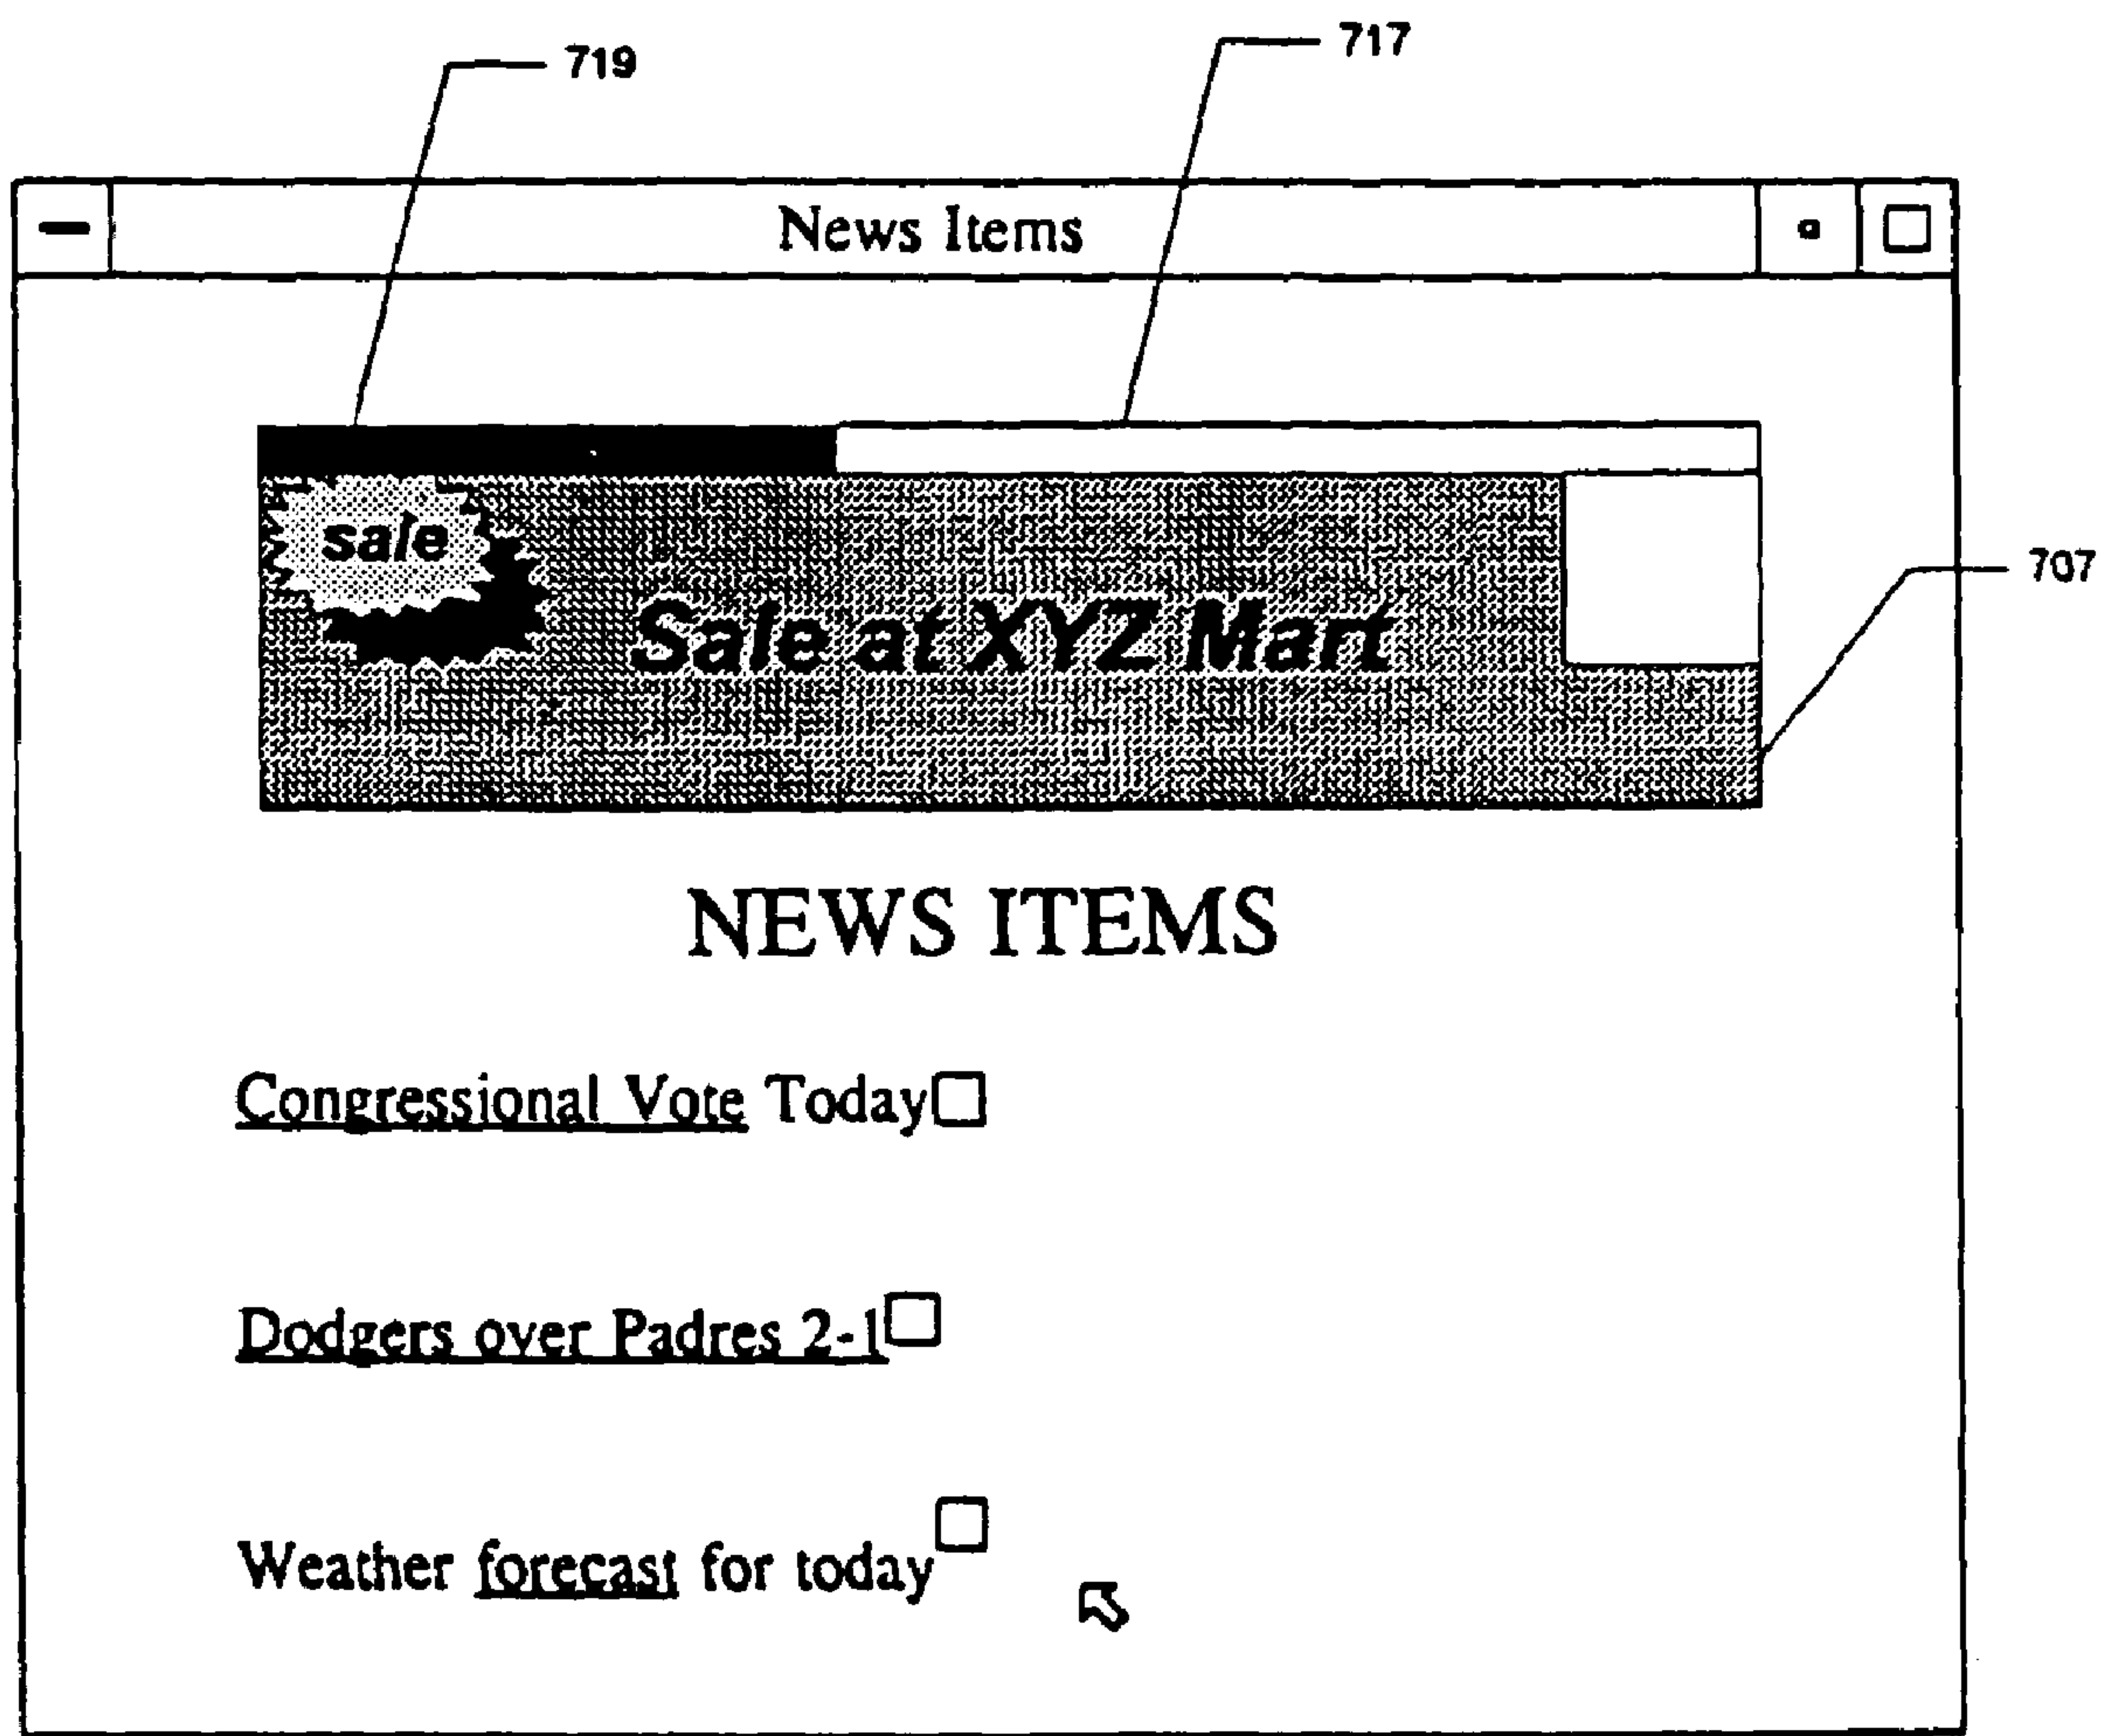 719
717
News Items
sale
Sale at XYZ Mart
707
NEWS ITEMS
Congressional Vote Today
Dodgers over Padres 2-1
Weather forecast for today